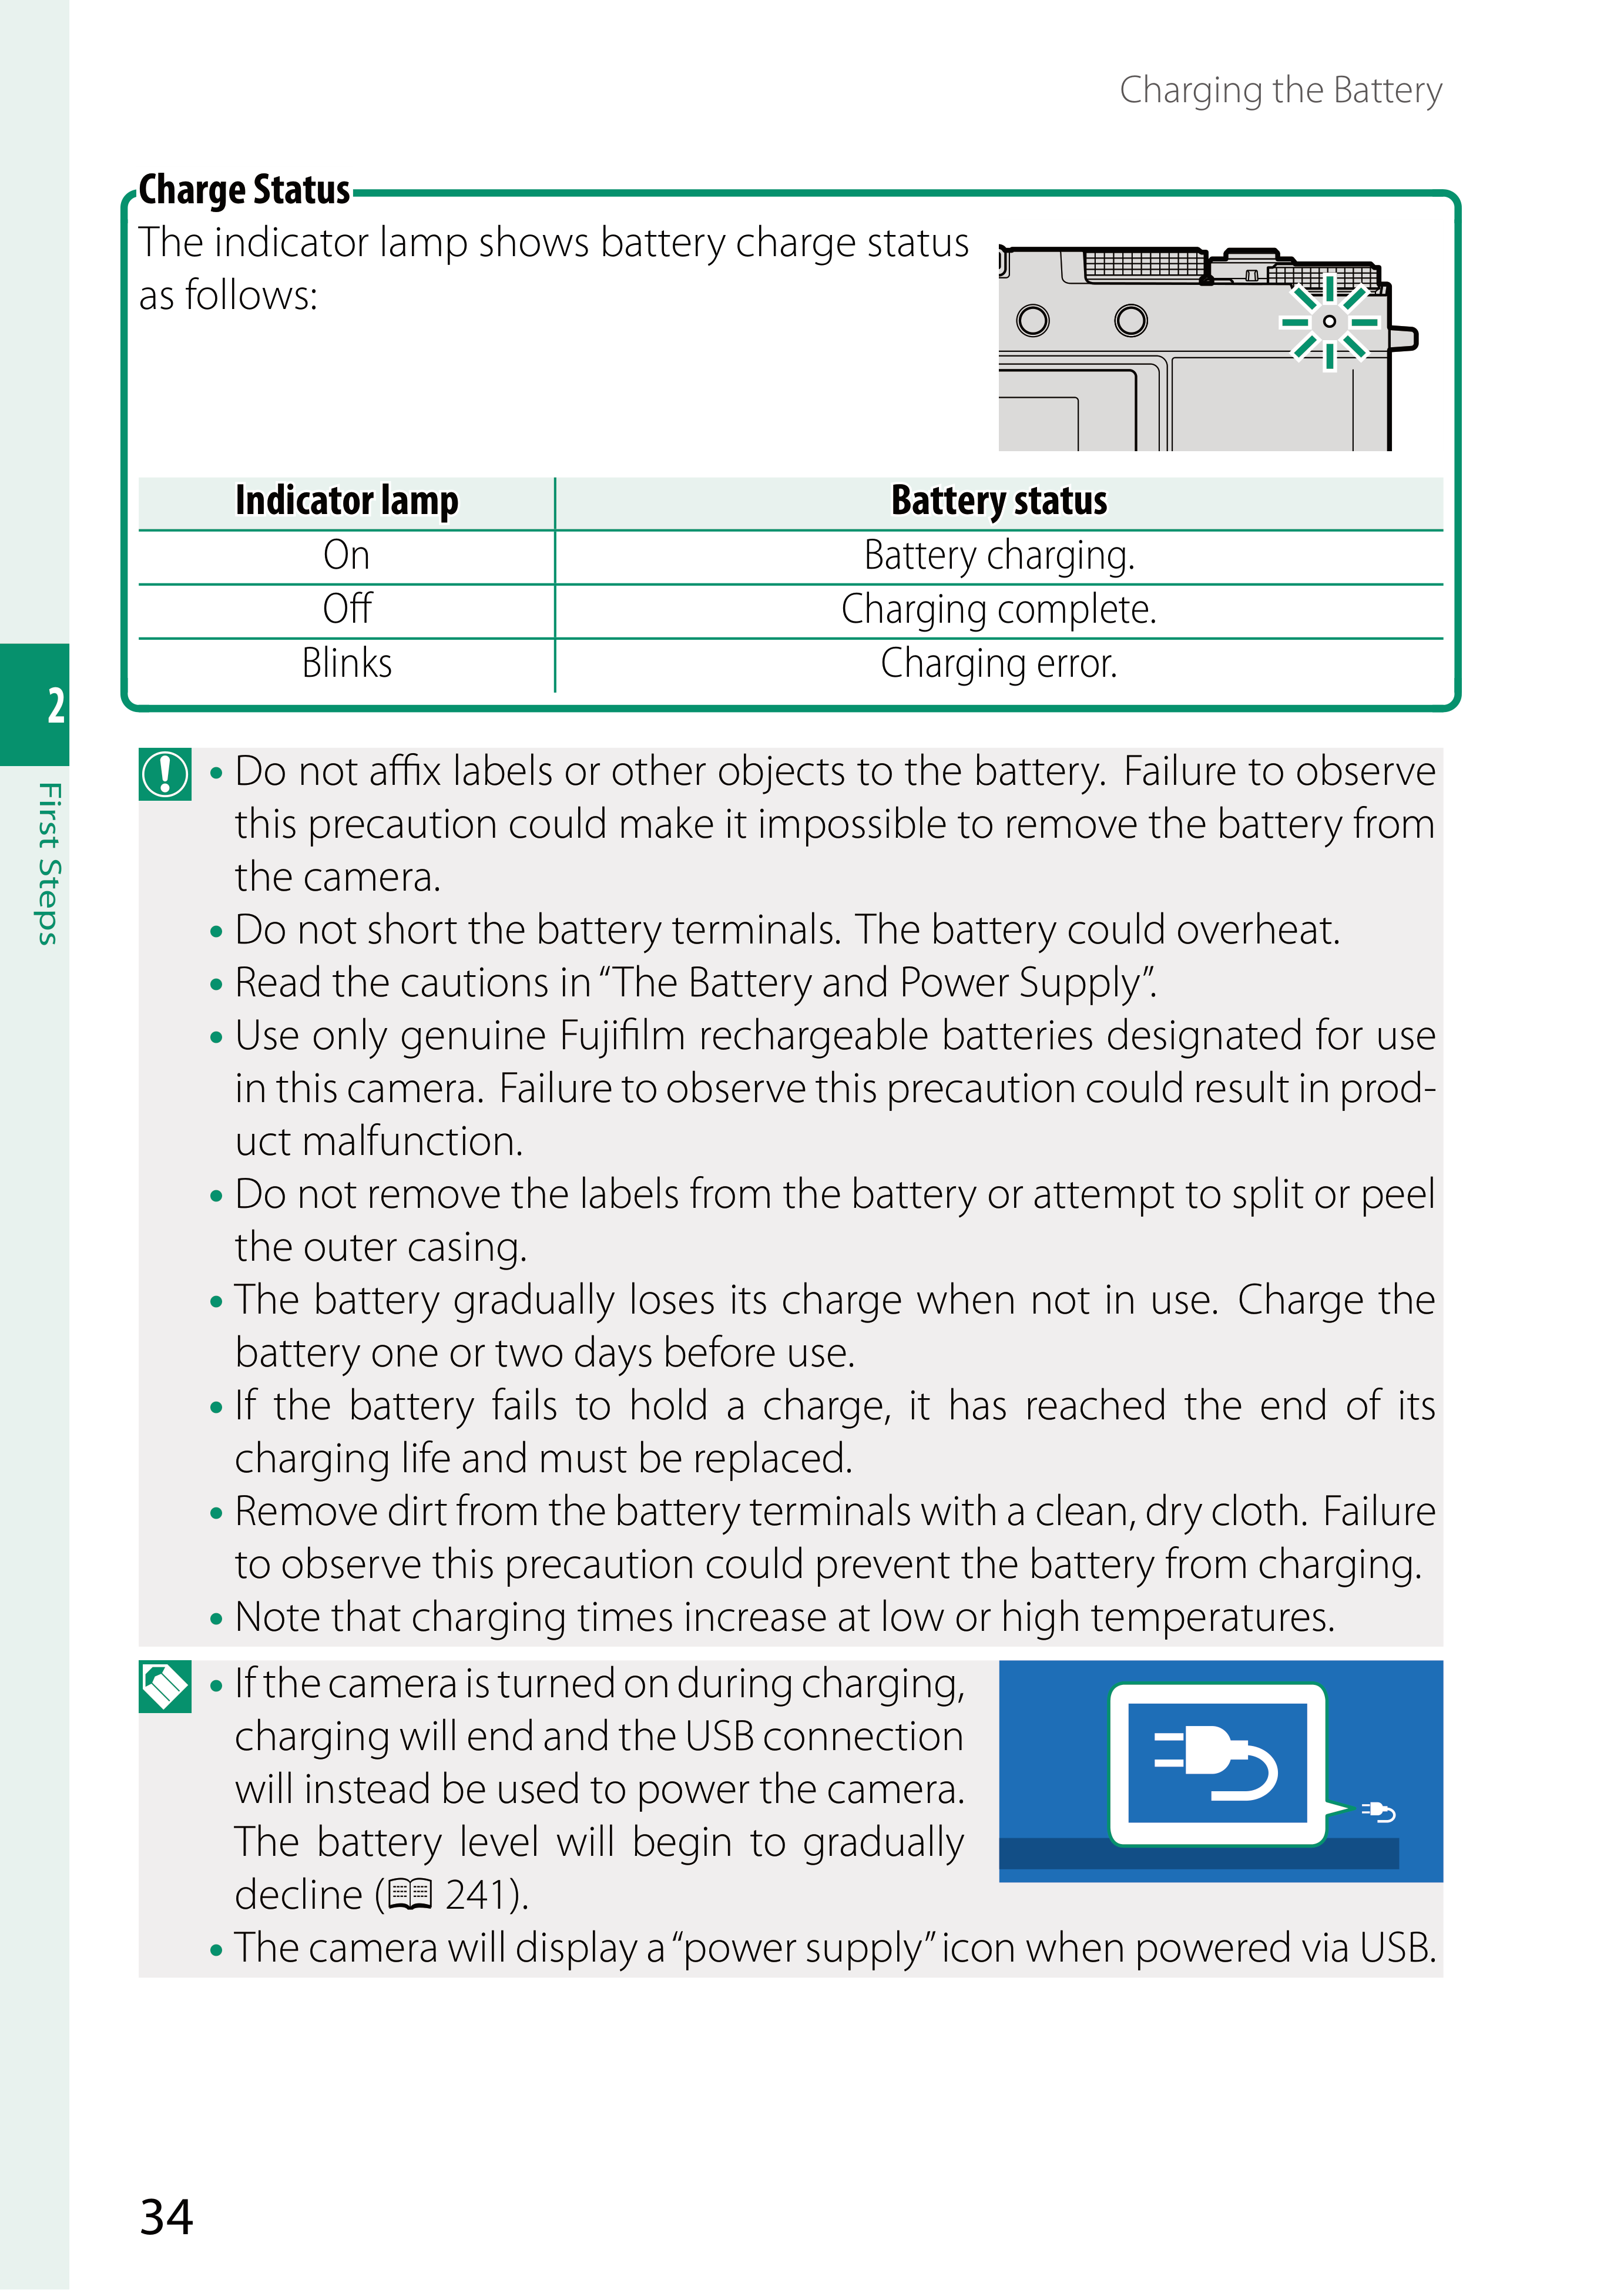 Charging the Battery
Charge Status
The indicator lamp shows battery charge status
as follows:
Indicator lamp Battery status
On Battery charging.
Off Charging complete.
Blinks Charging error.
2
First Steps
• Do not affix labels or other objects to the battery. Failure to observe
this precaution could make it impossible to remove the battery from
the camera.
• Do not short the battery terminals. The battery could overheat.
• Read the cautions in “The Battery and Power Supply”.
• Use only genuine Fujifilm rechargeable batteries designated for use
in this camera. Failure to observe this precaution could result in prod-
uct malfunction.
• Do not remove the labels from the battery or attempt to split or peel
the outer casing.
• The battery gradually loses its charge when not in use. Charge the
battery one or two days before use.
• If the battery fails to hold a charge, it has reached the end of its
charging life and must be replaced.
• Remove dirt from the battery terminals with a clean, dry cloth. Failure
to observe this precaution could prevent the battery from charging.
• Note that charging times increase at low or high temperatures.
• If the camera is turned on during charging,
charging will end and the USB connection
will instead be used to power the camera.
The battery level will begin to gradually
decline (📖 241).
• The camera will display a “power supply” icon when powered via USB.
34